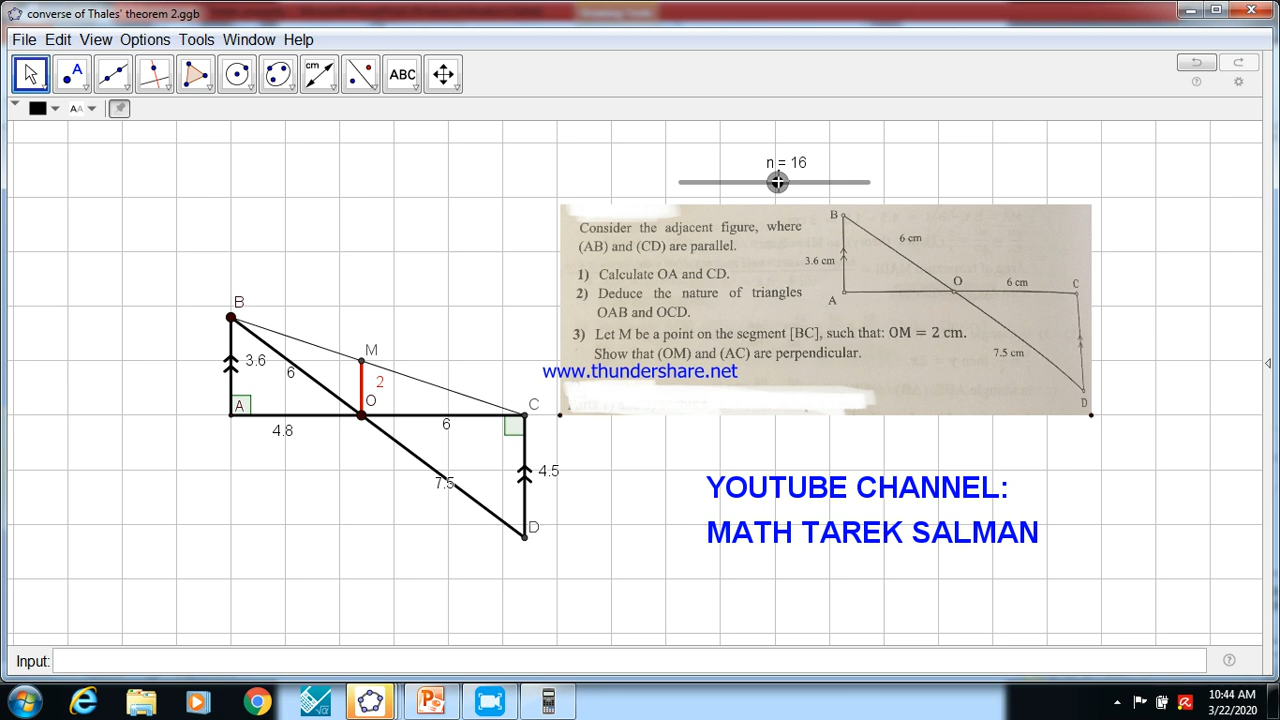 converse of Thales' theorem 2.ggb
File Edit View Options Tools Window Help
cm
A
ABC
AA
n = 16
Consider the adjacent figure, where
(AB) and (CD) are parallel.
1) Calculate OA and CD.
2) Deduce the nature of triangles
OAB and OCD.
3) Let M be a point on the segment [BC], such that: OM = 2 cm.
Show that (OM) and (AC) are perpendicular.
www.thundershare.net
B
6 cm
3.6 cm
O
6 cm
C
A
7.5 cm
D
B
M
3.6
6
2
A
O
C
4.8
6
4.5
7.5
D
YOUTUBE CHANNEL:
MATH TAREK SALMAN
Input:
10:44 AM
3/22/2020